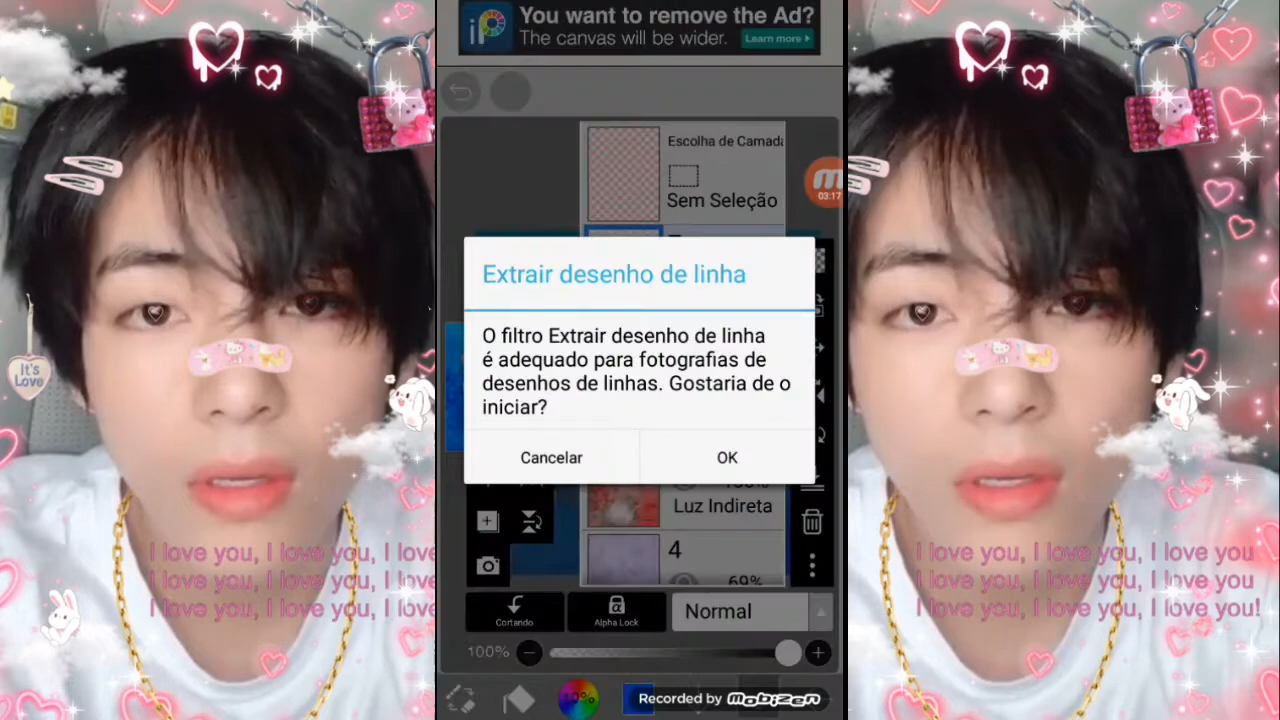 It's
Love
I love you, I love you, I love
I love you, I love you, I love
I love you, I love you, I love
You want to remove the Ad?
The canvas will be wider.
Learn more
iP
Escolha de Camada
Sem Seleção
03:17
Extrair desenho de linha
O filtro Extrair desenho de linha
é adequado para fotografias de
desenhos de linhas. Gostaria de o
iniciar?
Cancelar
OK
Luz Indireta
4
69%
Cortando
α
Alpha Lock
Normal
100%
Recorded by Mobizen
I love you, I love you, I love you
I love you, I love you, I love you
I love you, I love you, I love you!